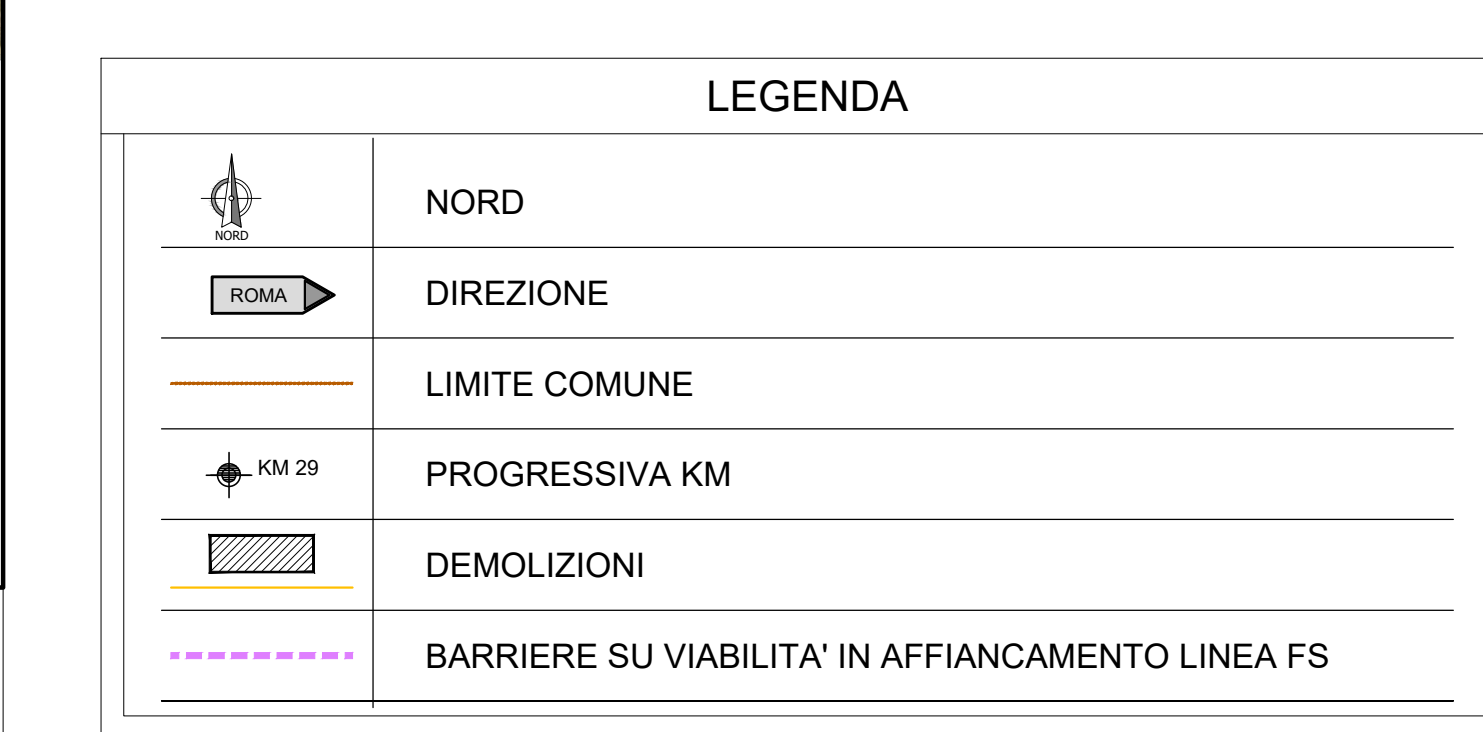 LEGENDA
NORD
NORD
ROMA
DIREZIONE
LIMITE COMUNE
KM 29
PROGRESSIVA KM
DEMOLIZIONI
BARRIERE SU VIABILITA' IN AFFIANCAMENTO LINEA FS